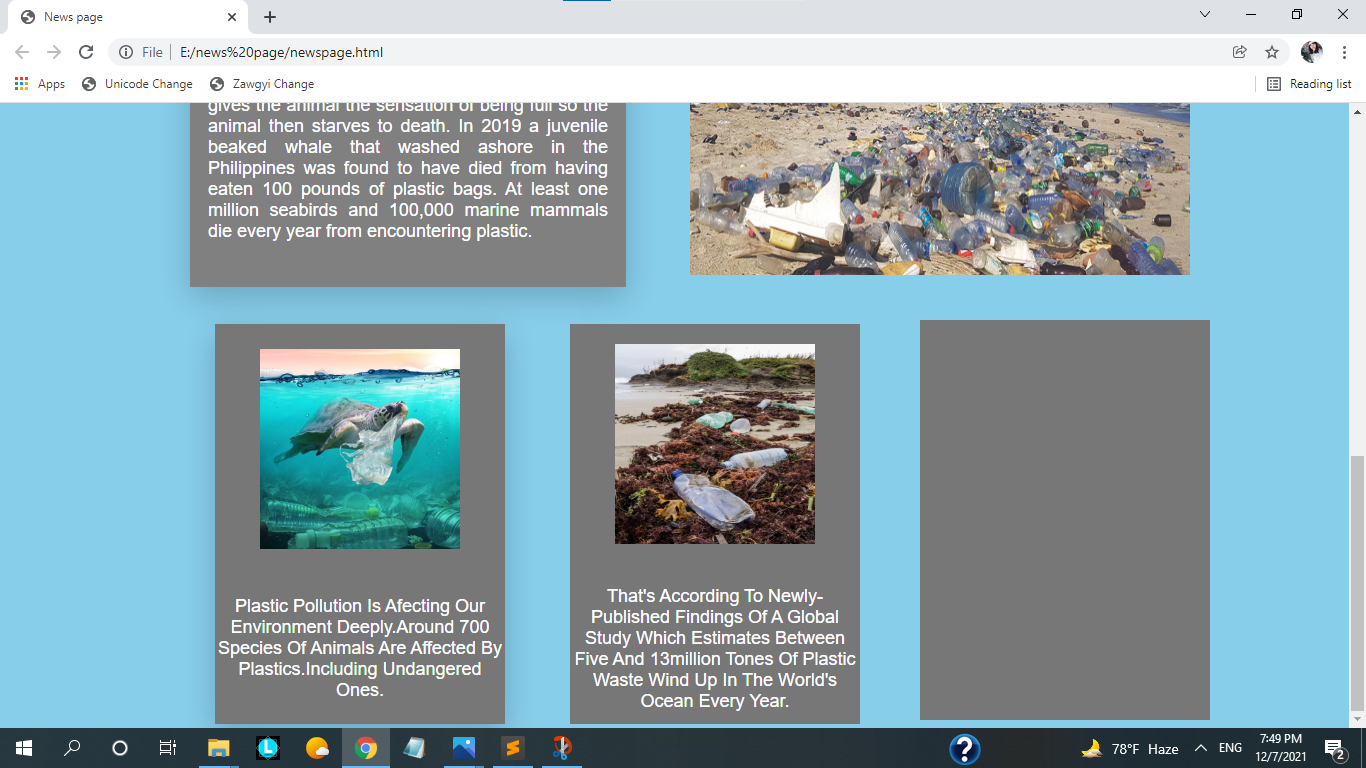 News page
File
E:/news%20page/newspage.html
Apps
Unicode Change
Zawgyi Change
Reading list
gives the animal the sensation of being full so the
animal then starves to death. In 2019 a juvenile
beaked whale that washed ashore in the
Philippines was found to have died from having
eaten 100 pounds of plastic bags. At least one
million seabirds and 100,000 marine mammals
die every year from encountering plastic.
Plastic Pollution Is Afecting Our
Environment Deeply.Around 700
Species Of Animals Are Affected By
Plastics.Including Undangered
Ones.
That's According To Newly-
Published Findings Of A Global
Study Which Estimates Between
Five And 13million Tones Of Plastic
Waste Wind Up In The World's
Ocean Every Year.
L
S
?
78°F Haze
ENG
7:49 PM
12/7/2021
2